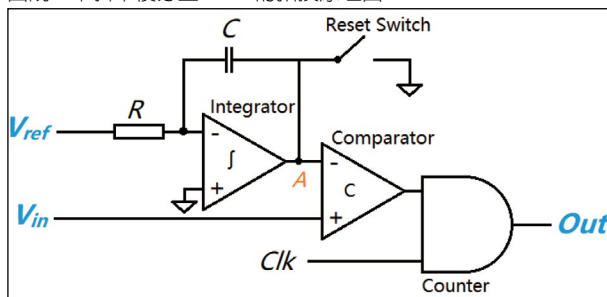 C
Reset Switch
R
Integrator
Vref
-
∫
+
A
Comparator
-
C
+
Vin
Clk
Out
Counter